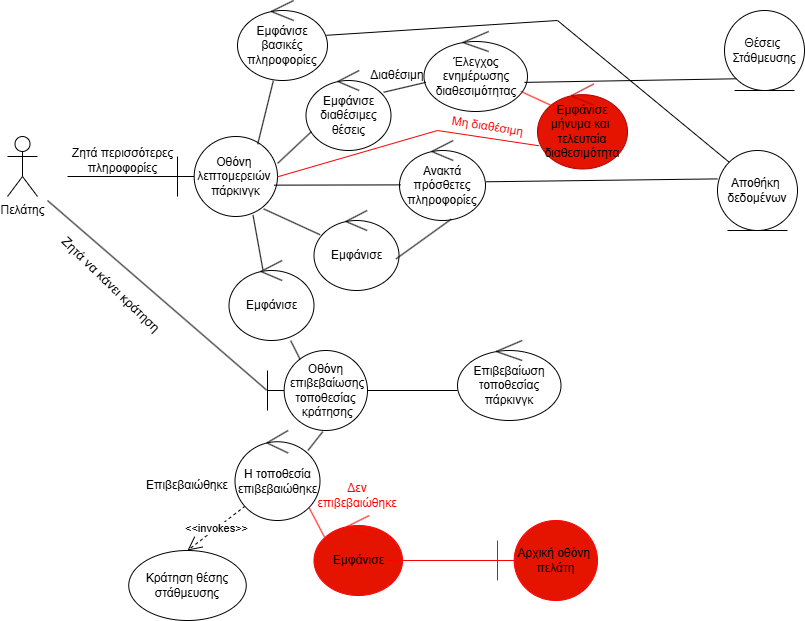 Εμφάνισε
βασικές
πληροφορίες
Θέσεις
Στάθμευσης
Έλεγχος
ενημέρωσης
διαθεσιμότητας
Διαθέσιμη
Εμφάνισε
διαθέσιμες
θέσεις
Εμφάνισε
μήνυμα και
τελευταία
διαθεσιμότητα
Μη διαθέσιμη
Ζητά περισσότερες
πληροφορίες
Οθόνη
λεπτομερειών
πάρκινγκ
Ανακτά
πρόσθετες
πληροφορίες
Αποθήκη
δεδομένων
Πελάτης
Εμφάνισε
Ζητά να κάνει κράτηση
Εμφάνισε
Οθόνη
επιβεβαίωσης
τοποθεσίας
κράτησης
Επιβεβαίωση
τοποθεσίας
πάρκινγκ
Η τοποθεσία
επιβεβαιώθηκε
Επιβεβαιώθηκε
Δεν
επιβεβαιώθηκε
<<invokes>>
Εμφάνισε
Αρχική οθόνη
πελάτη
Κράτηση θέσης
στάθμευσης